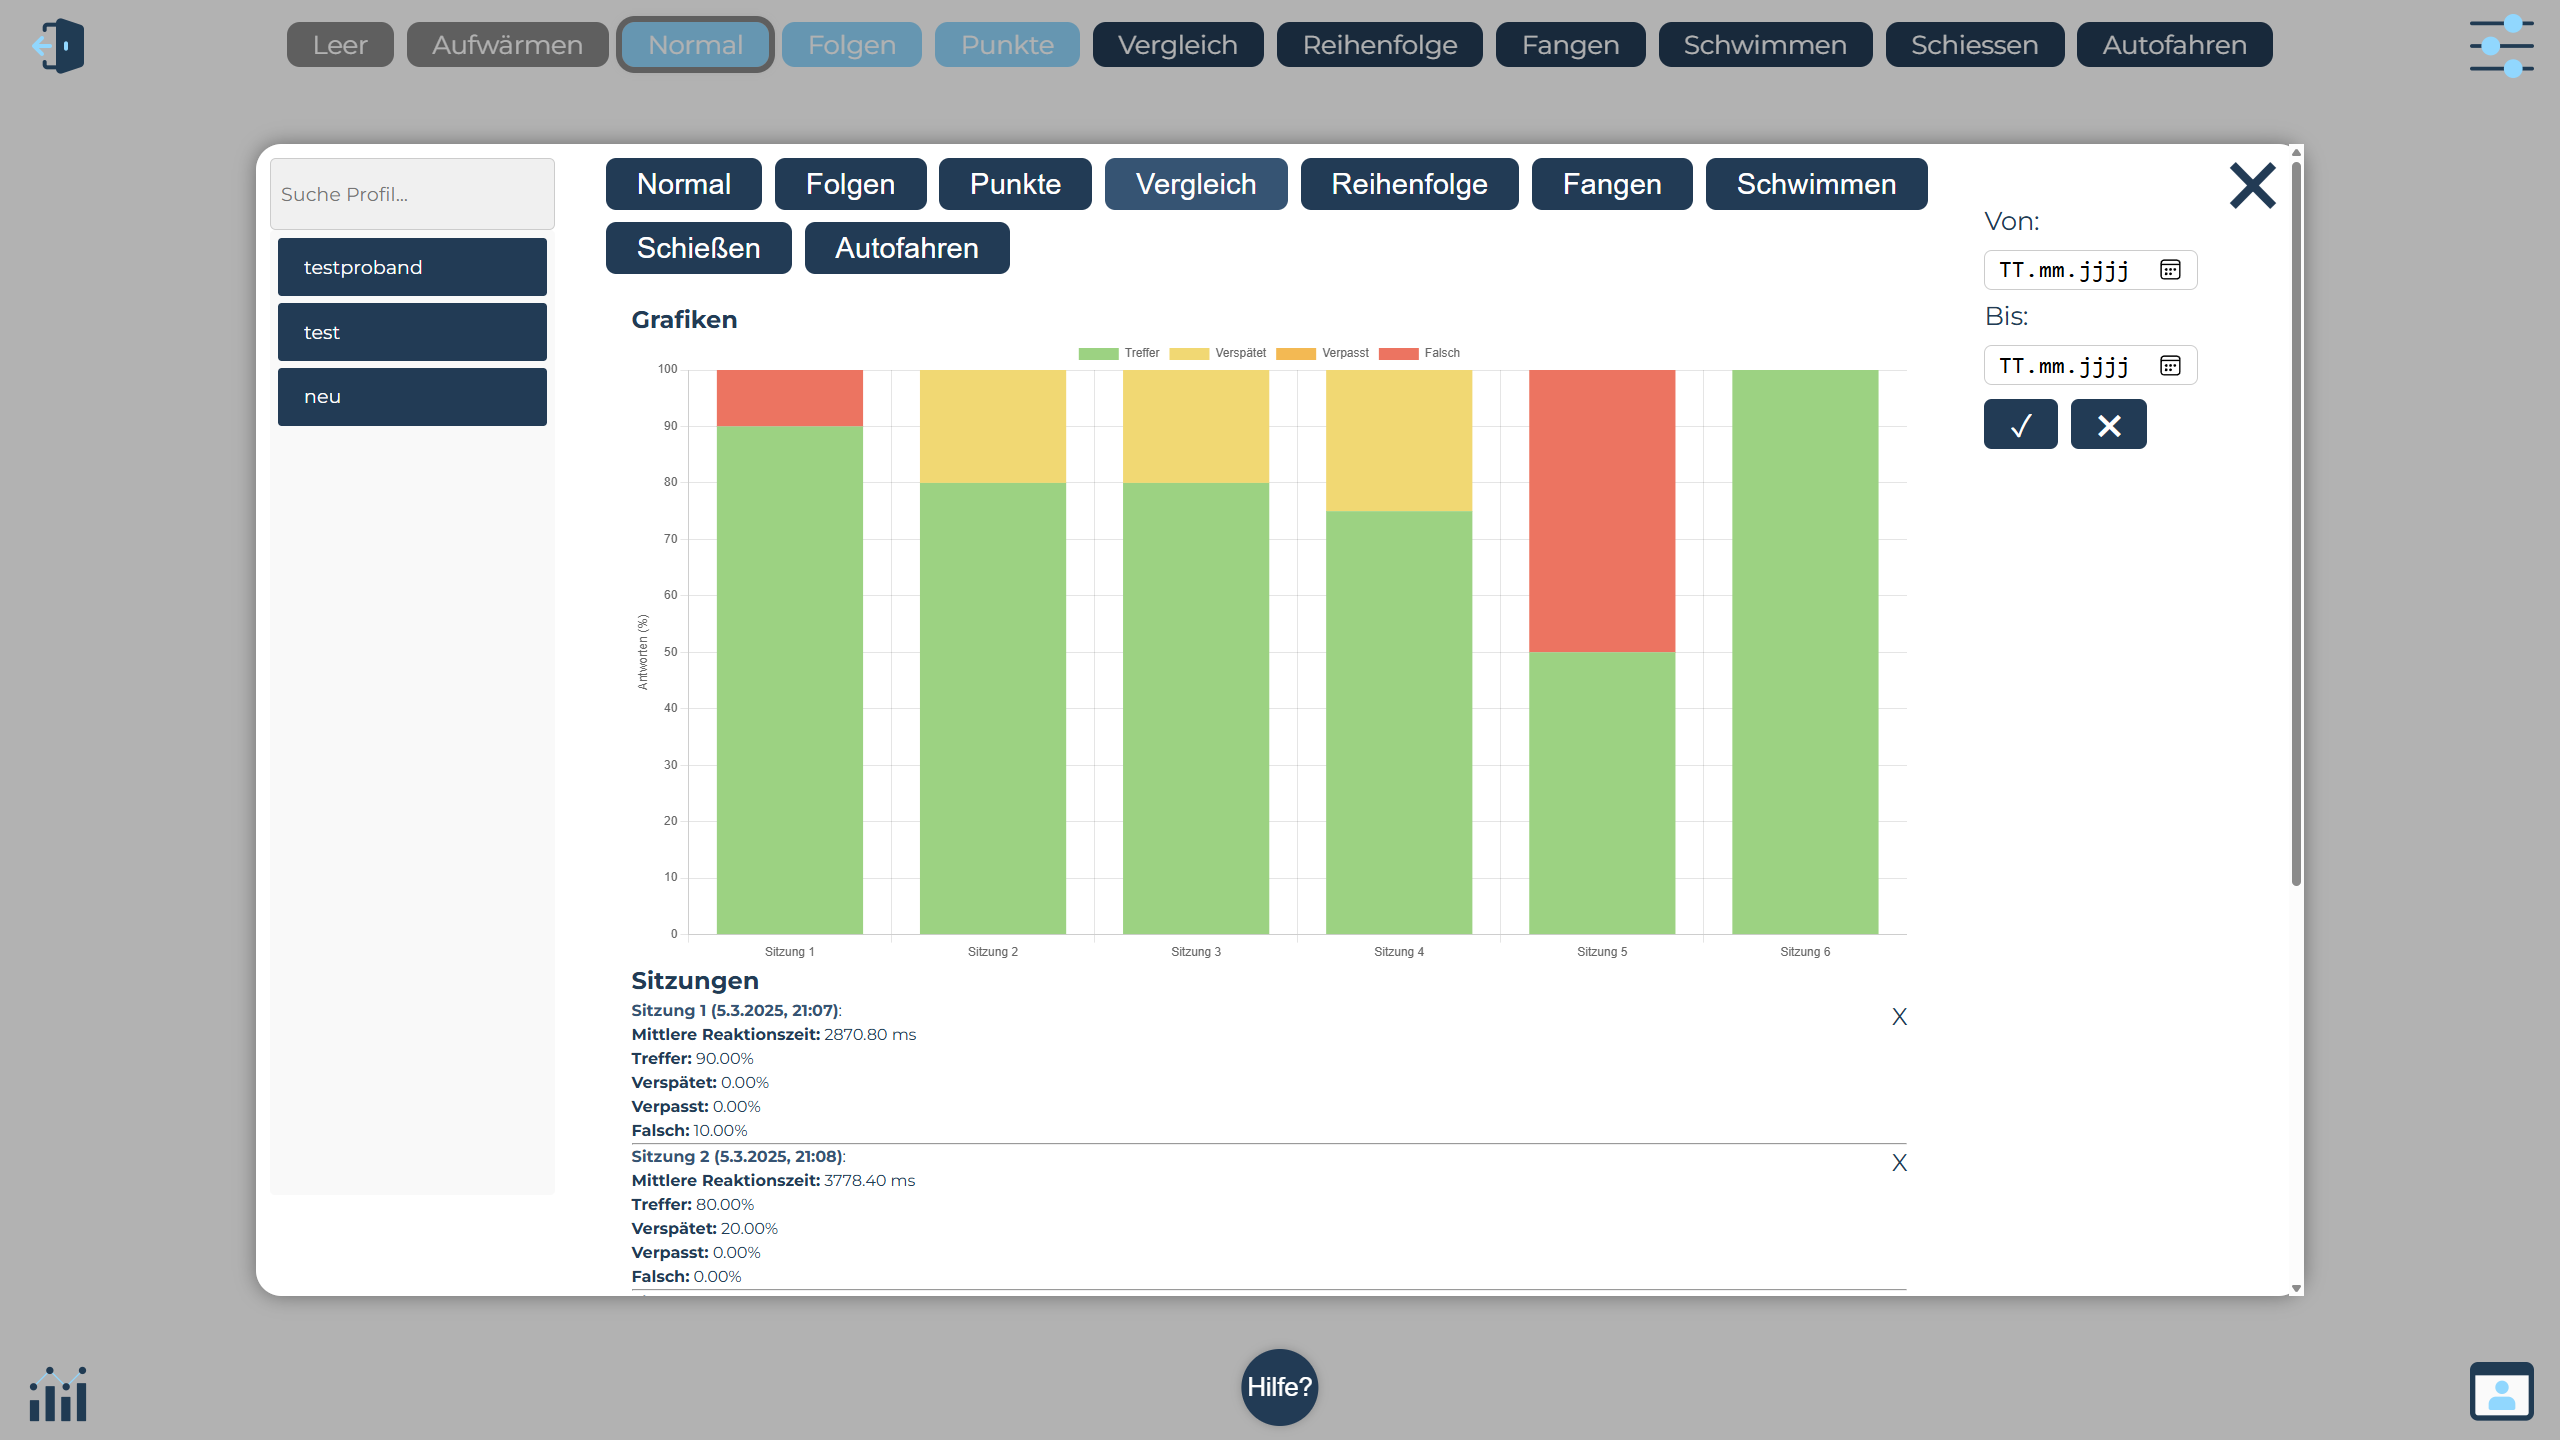 Leer Aufwärmen Normal Folgen Punkte Vergleich Reihenfolge Fangen Schwimmen Schiessen Autofahren
Suche Profil...
testproband
test
neu
Normal Folgen Punkte Vergleich Reihenfolge Fangen Schwimmen
Schießen Autofahren
Von:
TT.mm.jjjj
Bis:
TT.mm.jjjj
Grafiken
Treffer Verspätet Verpasst Falsch
100
90
80
70
60
50
40
30
20
10
0
Antworten (%)
Sitzung 1 Sitzung 2 Sitzung 3 Sitzung 4 Sitzung 5 Sitzung 6
Sitzungen
Sitzung 1 (5.3.2025, 21:07): X
Mittlere Reaktionszeit: 2870.80 ms
Treffer: 90.00%
Verspätet: 0.00%
Verpasst: 0.00%
Falsch: 10.00%
Sitzung 2 (5.3.2025, 21:08): X
Mittlere Reaktionszeit: 3778.40 ms
Treffer: 80.00%
Verspätet: 20.00%
Verpasst: 0.00%
Falsch: 0.00%
Hilfe?